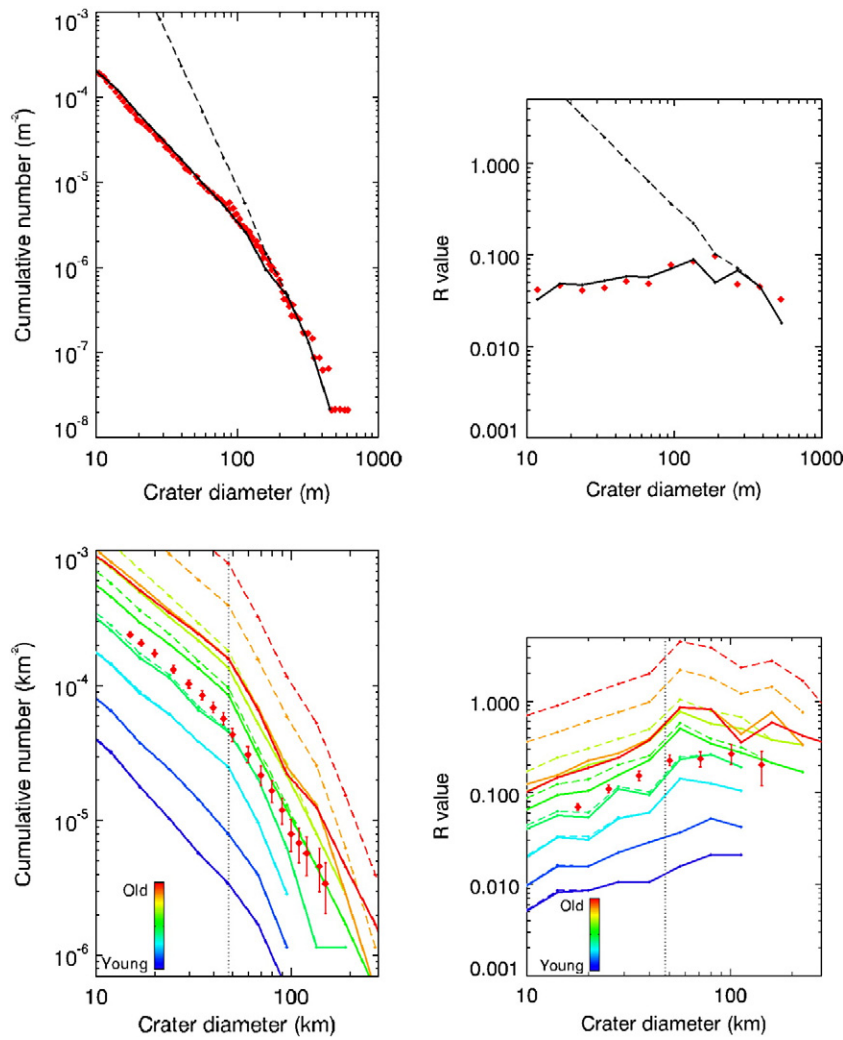 10⁻³
10⁻⁴
10⁻⁵
10⁻⁶
10⁻⁷
10⁻⁸
Cumulative number (m⁻²)
10 100 1000
Crater diameter (m)
1.000
0.100
0.010
0.001
R value
10 100 1000
Crater diameter (m)
10⁻³
10⁻⁴
10⁻⁵
10⁻⁶
Cumulative number (km⁻²)
Old
Young
10 100
Crater diameter (km)
1.000
0.100
0.010
0.001
R value
Old
Young
10 100
Crater diameter (km)